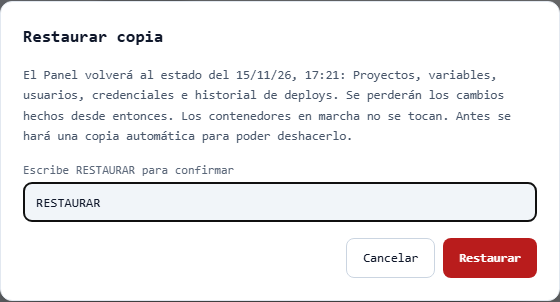 Restaurar copia
El Panel volverá al estado del 15/11/26, 17:21: Proyectos, variables,
usuarios, credenciales e historial de deploys. Se perderán los cambios
hechos desde entonces. Los contenedores en marcha no se tocan. Antes se
hará una copia automática para poder deshacerlo.
Escribe RESTAURAR para confirmar
RESTAURAR
Cancelar
Restaurar